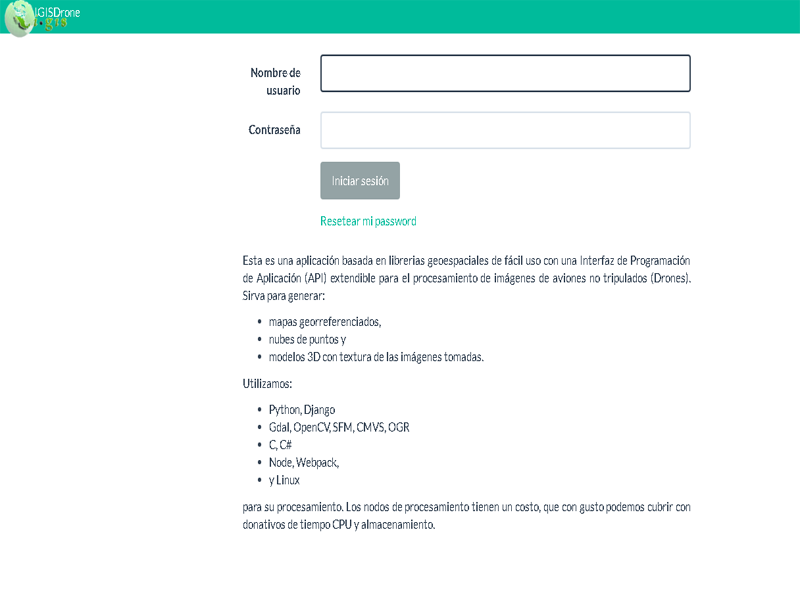 IGISDrone
i.gis
Nombre de
usuario
Contraseña
Iniciar sesión
Resetear mi password
Esta es una aplicación basada en librerias geoespaciales de fácil uso con una Interfaz de Programación
de Aplicación (API) extendible para el procesamiento de imágenes de aviones no tripulados (Drones).
Sirva para generar:
• mapas georreferenciados,
• nubes de puntos y
• modelos 3D con textura de las imágenes tomadas.
Utilizamos:
• Python, Django
• Gdal, OpenCV, SFM, CMVS, OGR
• C, C#
• Node, Webpack,
• y Linux
para su procesamiento. Los nodos de procesamiento tienen un costo, que con gusto podemos cubrir con
donativos de tiempo CPU y almacenamiento.